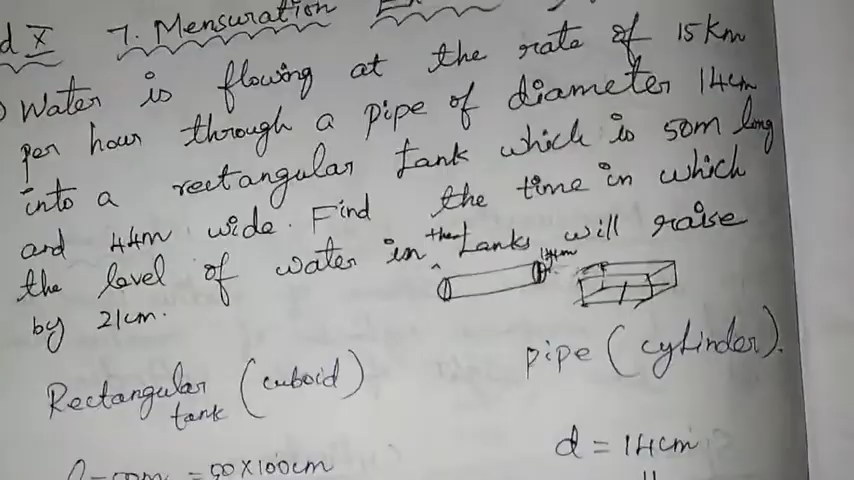 d X 7. Mensuration
Water is flowing at the rate of 15 km
per hour through a pipe of diameter 14cm
into a rectangular tank which is 50m long
and 44m wide. Find the time in which
the level of water in the tanks will raise
by 21cm.
14cm
Rectangular tank (cuboid)
pipe (cylinder).
= 50 x 100cm
d = 14cm